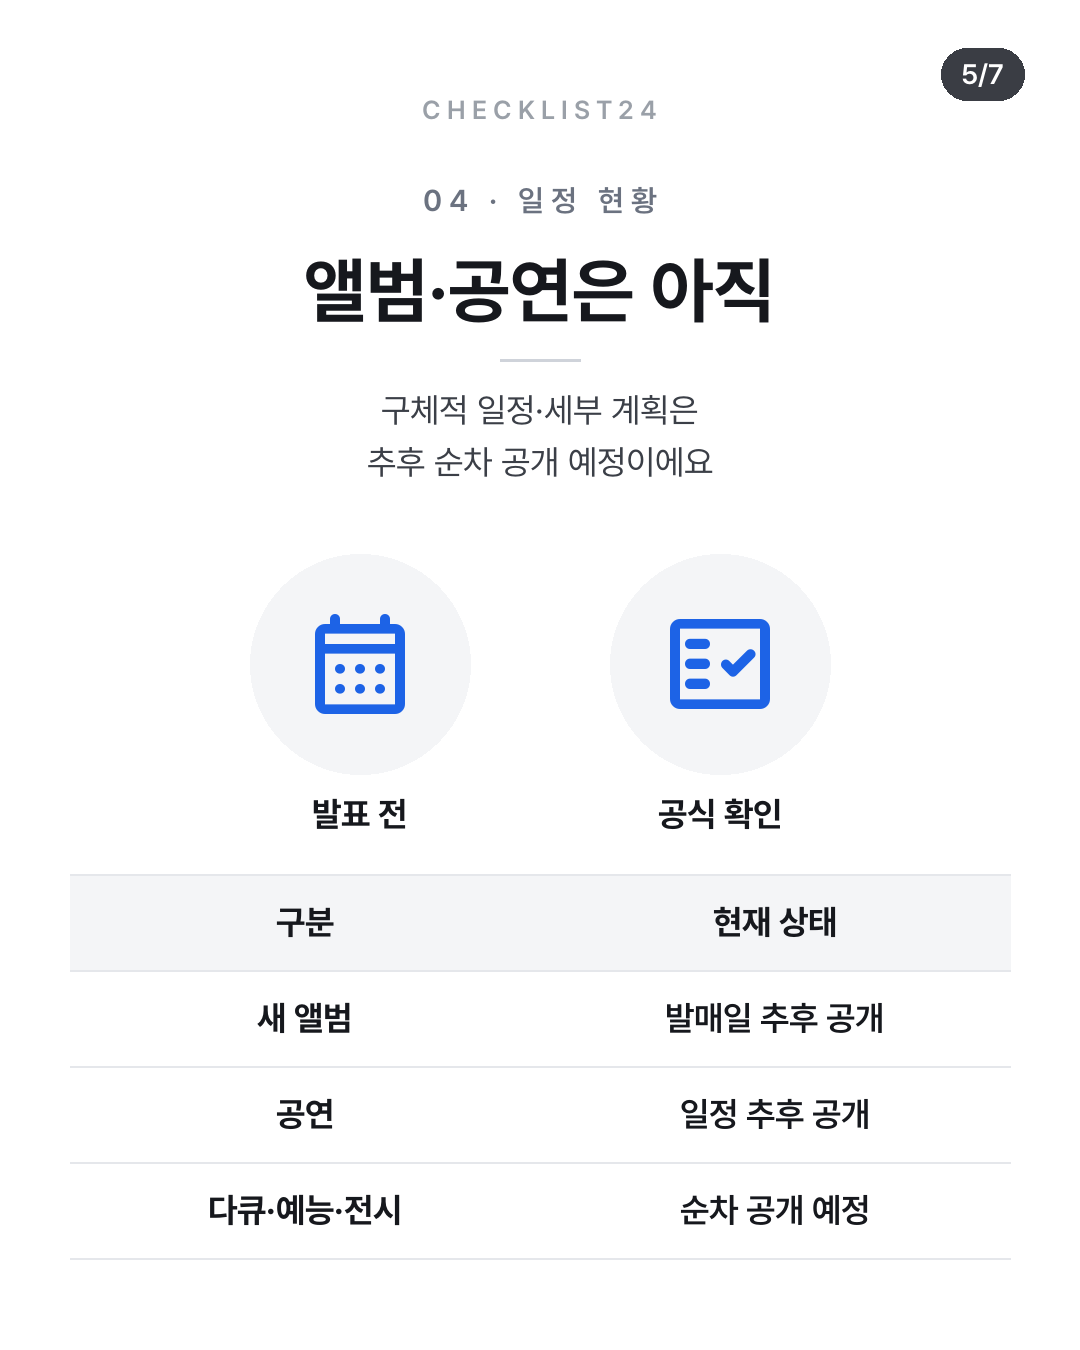 5/7
CHECKLIST24
04 · 일정 현황
앨범·공연은 아직
구체적 일정·세부 계획은
추후 순차 공개 예정이에요
발표 전
공식 확인
구분 현재 상태
새 앨범 발매일 추후 공개
공연 일정 추후 공개
다큐·예능·전시 순차 공개 예정